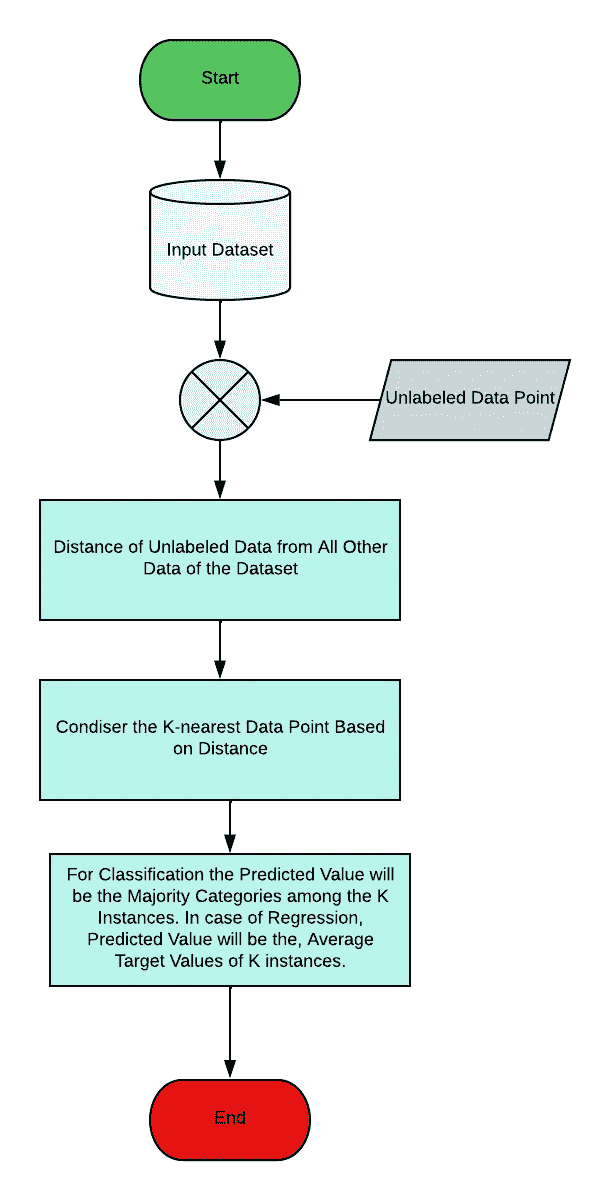 Start
Input Dataset
Unlabeled Data Point
Distance of Unlabeled Data from All Other
Data of the Dataset
Condiser the K-nearest Data Point Based
on Distance
For Classification the Predicted Value will
be the Majority Categories among the K
Instances. In case of Regression,
Predicted Value will be the, Average
Target Values of K instances.
End